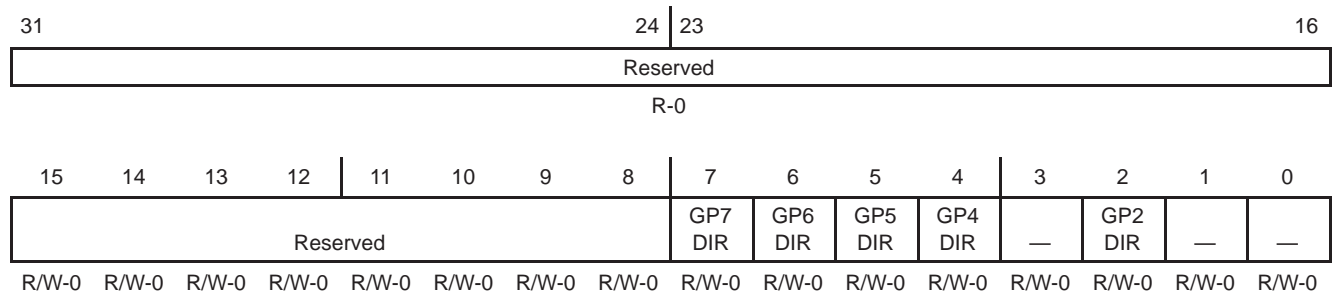 31 24 23 16
Reserved
R-0
15 14 13 12 11 10 9 8 7 6 5 4 3 2 1 0
GP7 GP6 GP5 GP4 GP2
Reserved DIR DIR DIR DIR — DIR — —
R/W-0 R/W-0 R/W-0 R/W-0 R/W-0 R/W-0 R/W-0 R/W-0 R/W-0 R/W-0 R/W-0 R/W-0 R/W-0 R/W-0 R/W-0 R/W-0